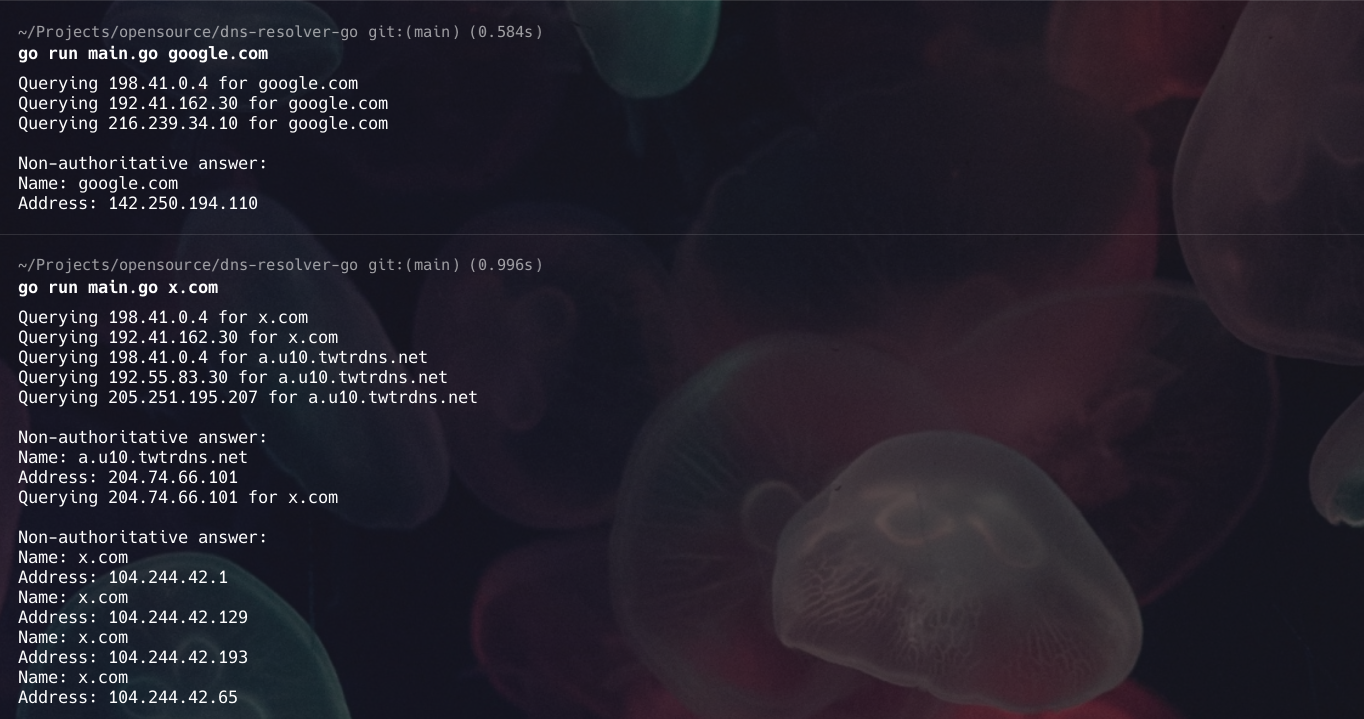 ~/Projects/opensource/dns-resolver-go git:(main) (0.584s)
go run main.go google.com
Querying 198.41.0.4 for google.com
Querying 192.41.162.30 for google.com
Querying 216.239.34.10 for google.com
Non-authoritative answer:
Name: google.com
Address: 142.250.194.110
~/Projects/opensource/dns-resolver-go git:(main) (0.996s)
go run main.go x.com
Querying 198.41.0.4 for x.com
Querying 192.41.162.30 for x.com
Querying 198.41.0.4 for a.u10.twtrdns.net
Querying 192.55.83.30 for a.u10.twtrdns.net
Querying 205.251.195.207 for a.u10.twtrdns.net
Non-authoritative answer:
Name: a.u10.twtrdns.net
Address: 204.74.66.101
Querying 204.74.66.101 for x.com
Non-authoritative answer:
Name: x.com
Address: 104.244.42.1
Name: x.com
Address: 104.244.42.129
Name: x.com
Address: 104.244.42.193
Name: x.com
Address: 104.244.42.65